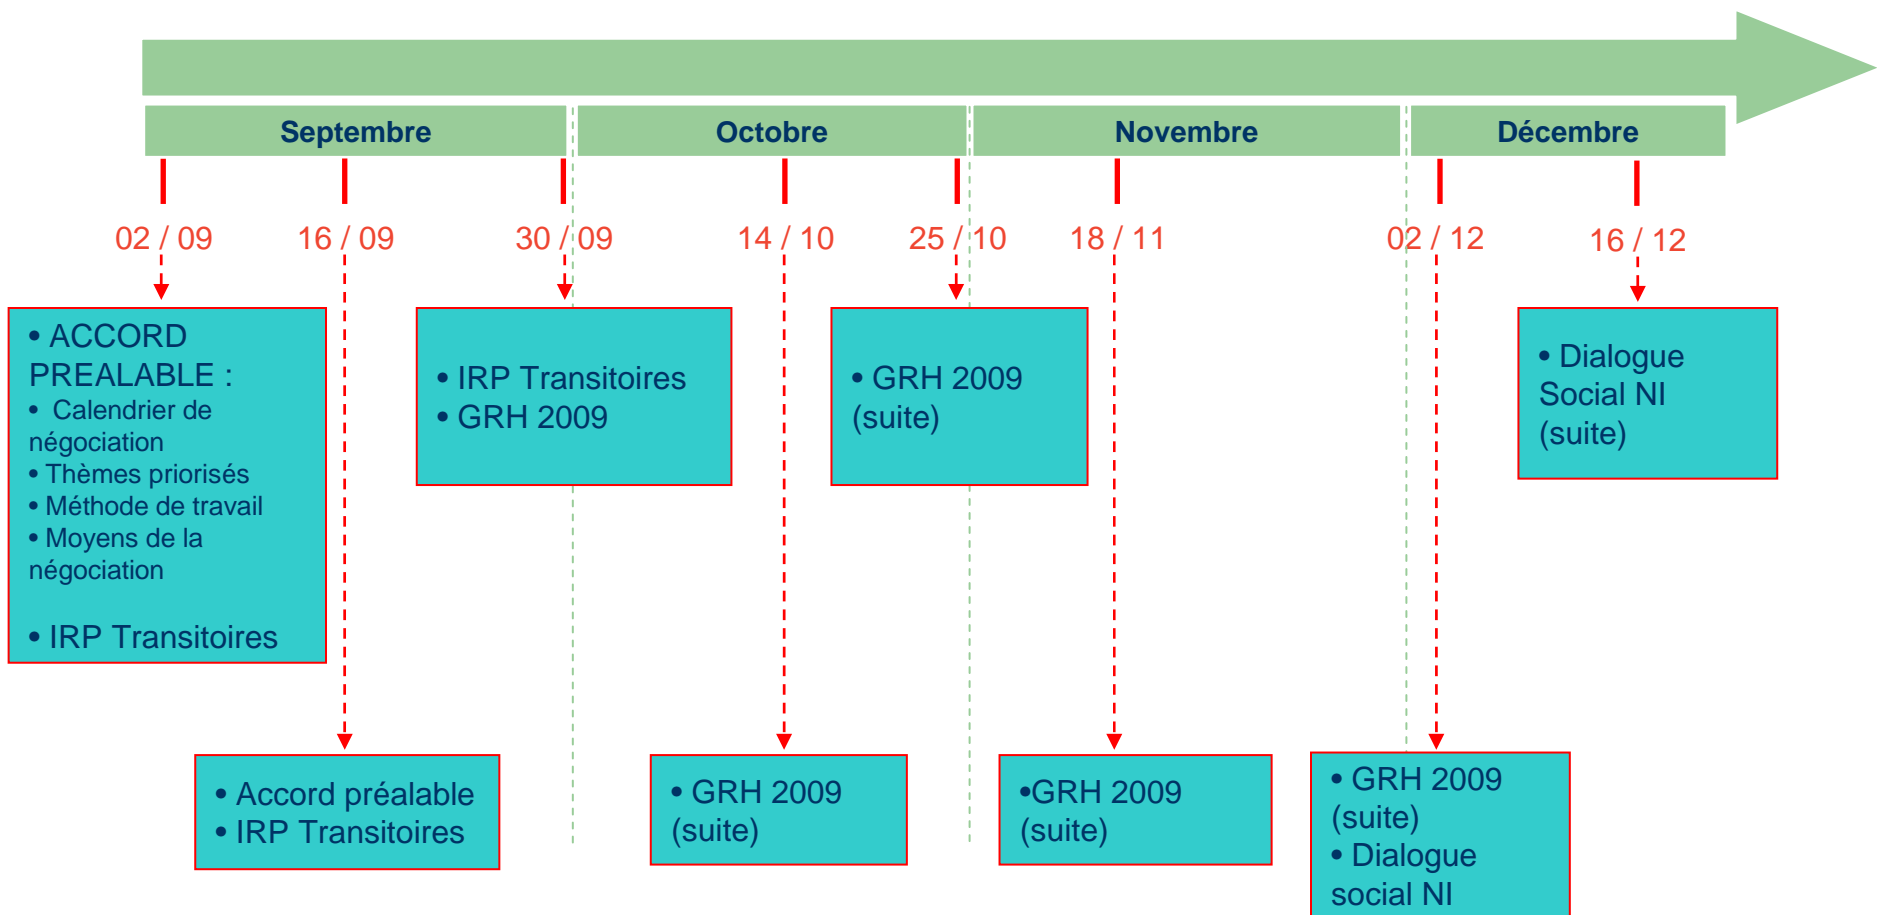 Septembre
Octobre
Novembre
Décembre
02 / 09
16 / 09
30 / 09
14 / 10
25 / 10
18 / 11
02 / 12
16 / 12
• ACCORD
PREALABLE :
• Calendrier de
négociation
• Thèmes priorisés
• Méthode de travail
• Moyens de la
négociation
• IRP Transitoires
• IRP Transitoires
• GRH 2009
• GRH 2009
(suite)
• Dialogue
Social NI
(suite)
• Accord préalable
• IRP Transitoires
• GRH 2009
(suite)
•GRH 2009
(suite)
• GRH 2009
(suite)
• Dialogue
social NI